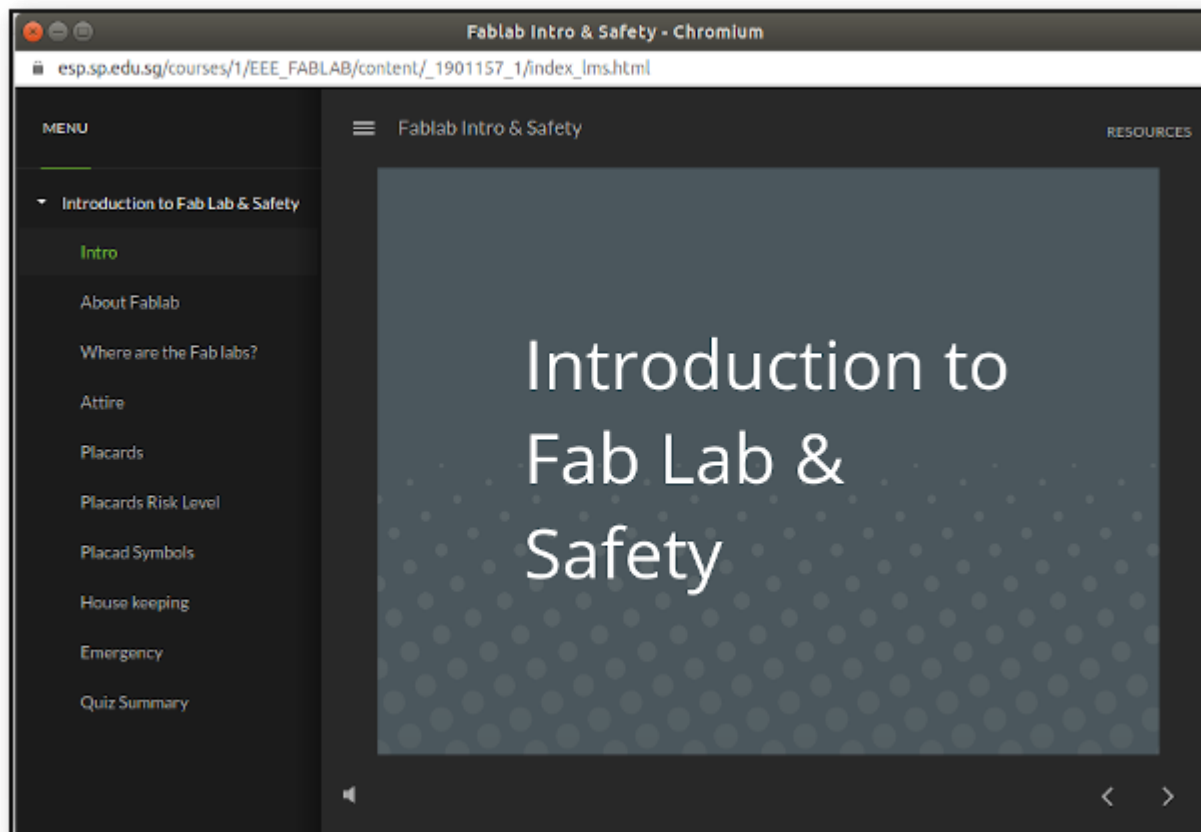 Fablab Intro & Safety - Chromium
esp.sp.edu.sg/courses/1/EEE_FABLAB/content/_1901157_1/index_lms.html
MENU
Fablab Intro & Safety
RESOURCES
Introduction to Fab Lab & Safety
Intro
About Fablab
Where are the Fab labs?
Attire
Placards
Placards Risk Level
Placad Symbols
House keeping
Emergency
Quiz Summary
Introduction to
Fab Lab &
Safety